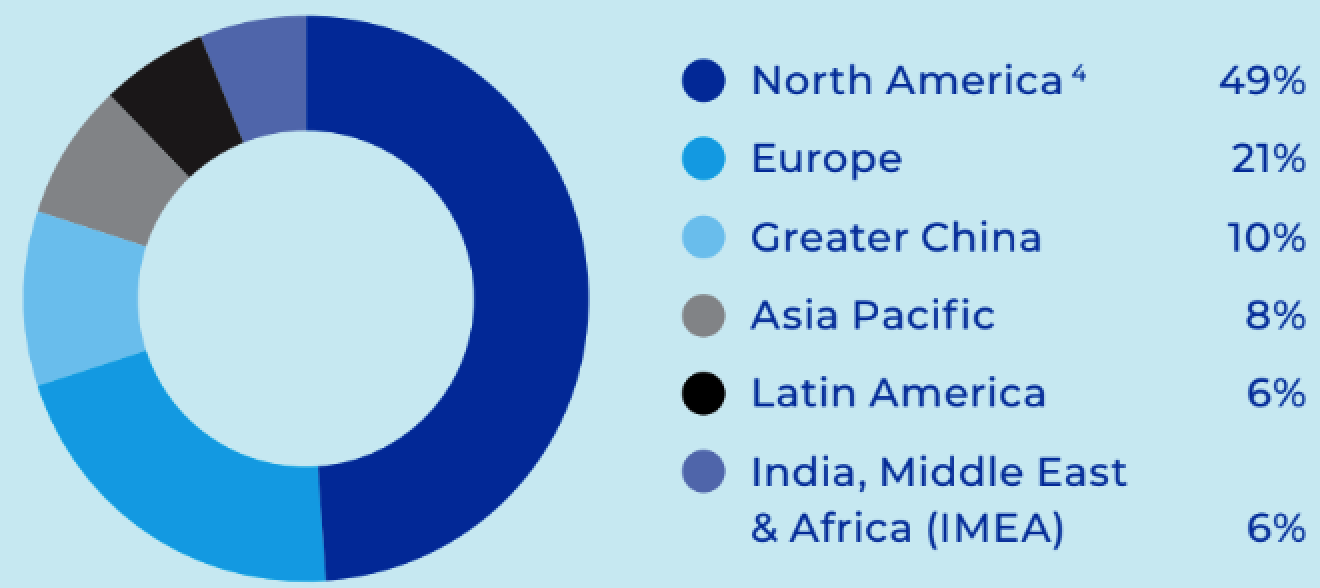 North America ⁴ 49%
Europe 21%
Greater China 10%
Asia Pacific 8%
Latin America 6%
India, Middle East
& Africa (IMEA) 6%